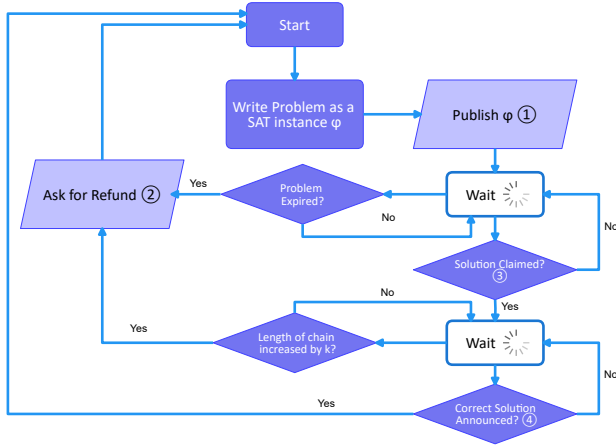 Start
Write Problem as a
SAT instance φ
Publish φ ①
Ask for Refund ②
Yes
Problem
Expired?
Wait
No
No
Solution Claimed?
③
Yes
No
Yes
Length of chain
increased by k?
Wait
No
Yes
Correct Solution
Announced? ④